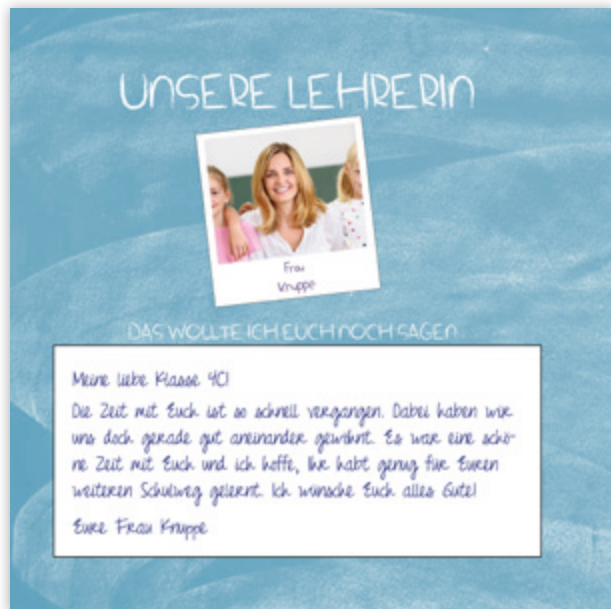 UNSERE LEHRERIN
Frau
Kruppe
DAS WOLLTE ICH EUCH NOCH SAGEN
Meine liebe Klasse 4C!
Die Zeit mit Euch ist so schnell vergangen. Dabei haben wir
uns doch gerade gut aneinander gewöhnt. Es war eine schö-
ne Zeit mit Euch und ich hoffe, Ihr habt genug für Euren
weiteren Schulweg gelernt. Ich wünsche Euch alles Gute!
Eure Frau Kruppe